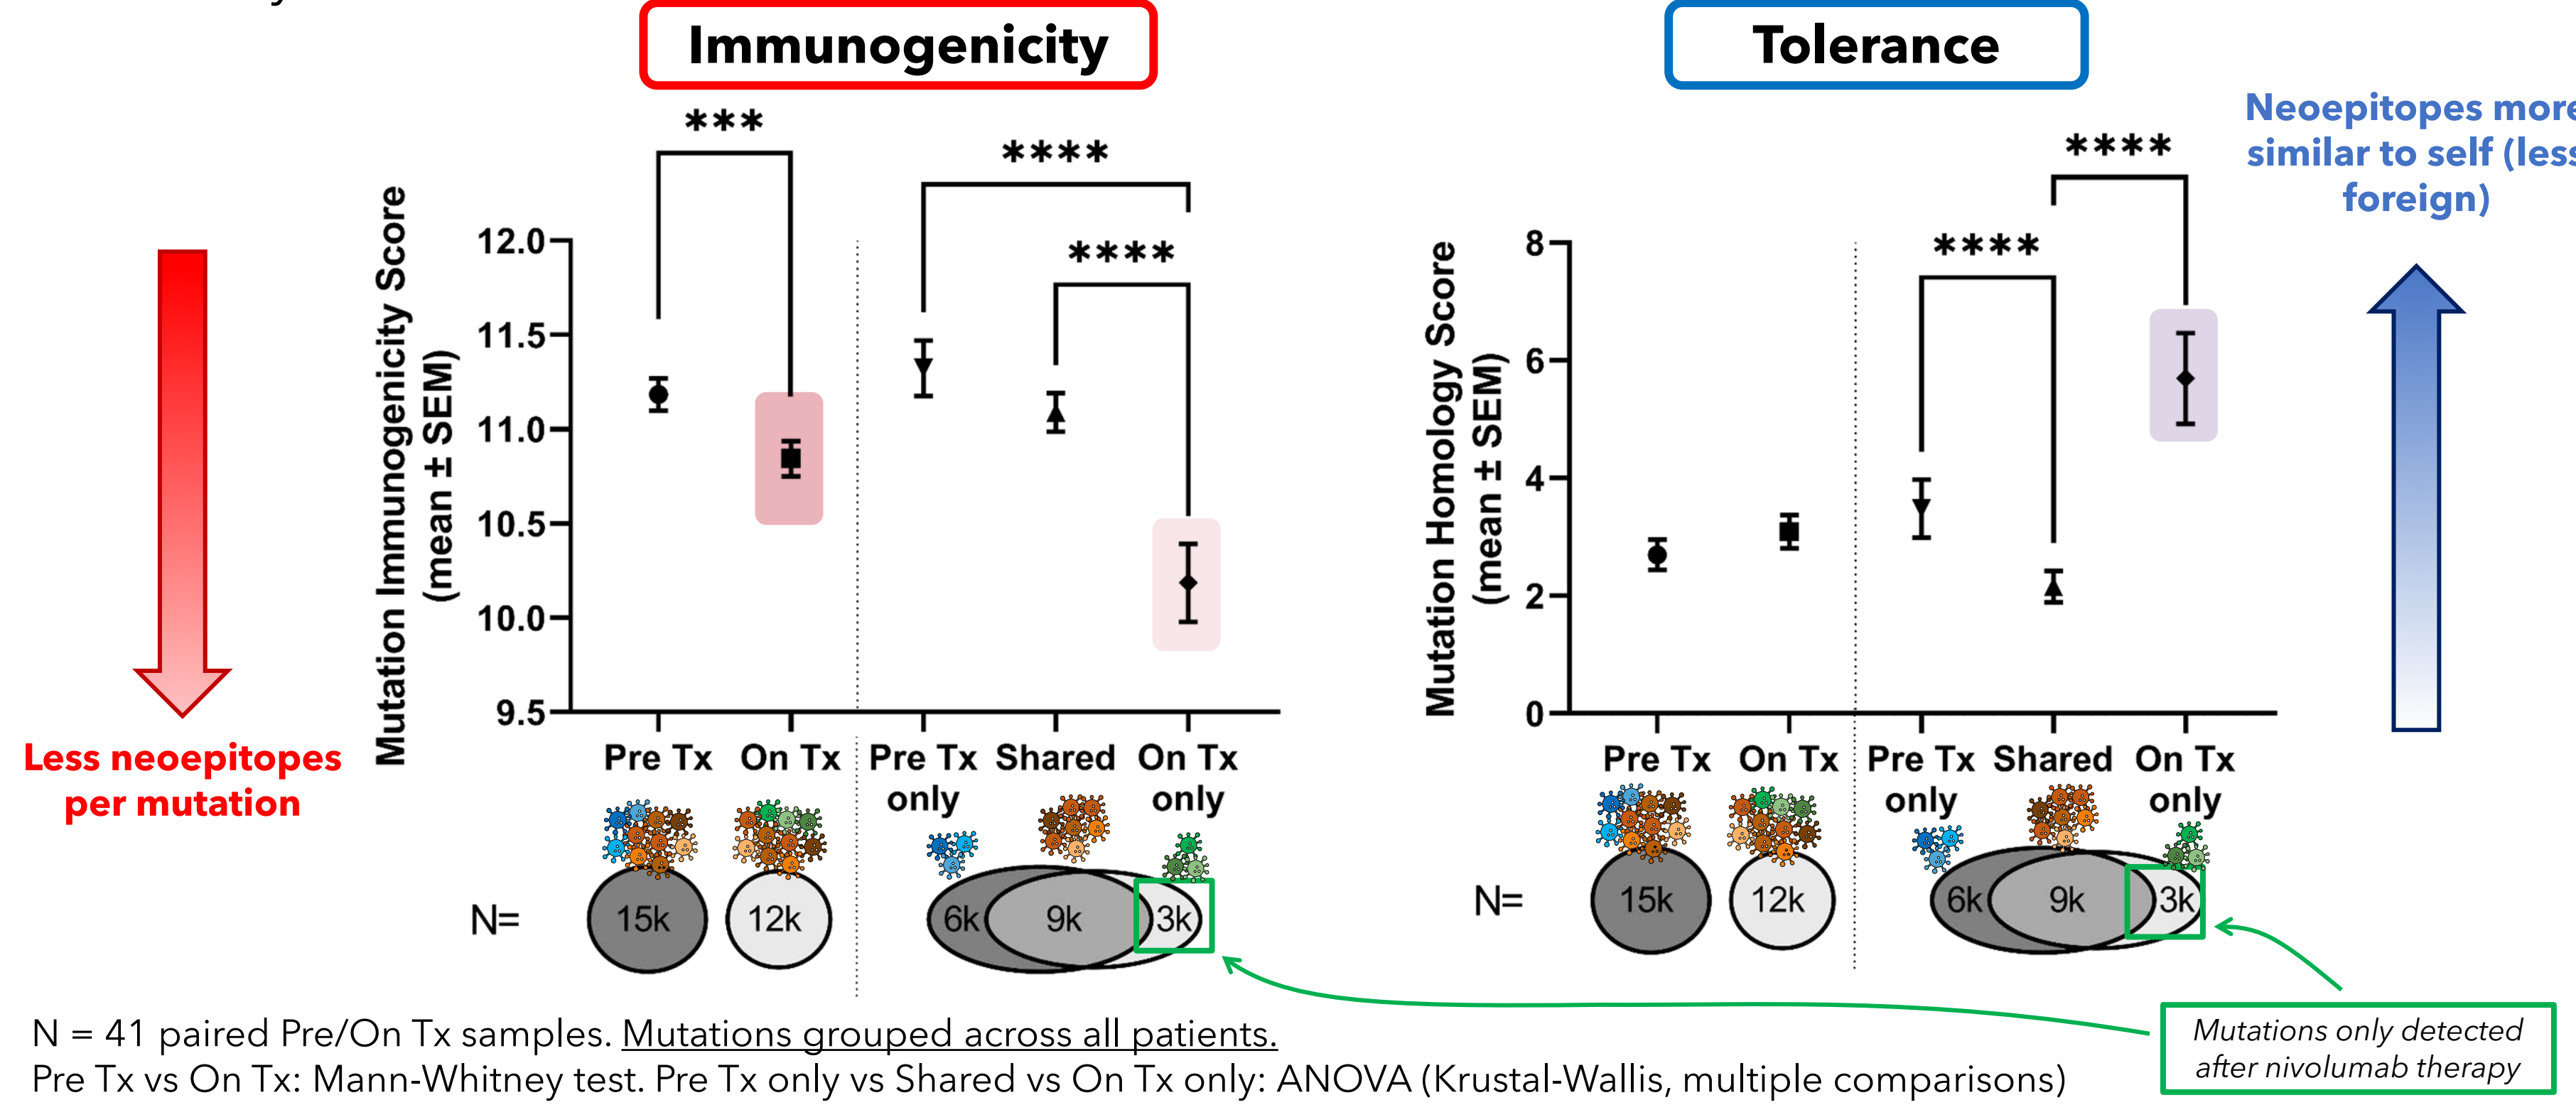 Immunogenicity
Tolerance
Less neoepitopes
per mutation
Mutation Immunogenicity Score
(mean ± SEM)
***
****
****
12.0
11.5
11.0
10.5
10.0
9.5
Pre Tx
On Tx
Pre Tx
only
Shared
On Tx
only
N=
15k
12k
6k
9k
3k
Mutation Homology Score
(mean ± SEM)
****
****
8
6
4
2
0
Pre Tx
On Tx
Pre Tx
only
Shared
On Tx
only
N=
15k
12k
6k
9k
3k
Neoepitopes more
similar to self (less
foreign)
N = 41 paired Pre/On Tx samples. Mutations grouped across all patients.
Pre Tx vs On Tx: Mann-Whitney test. Pre Tx only vs Shared vs On Tx only: ANOVA (Krustal-Wallis, multiple comparisons)
Mutations only detected
after nivolumab therapy